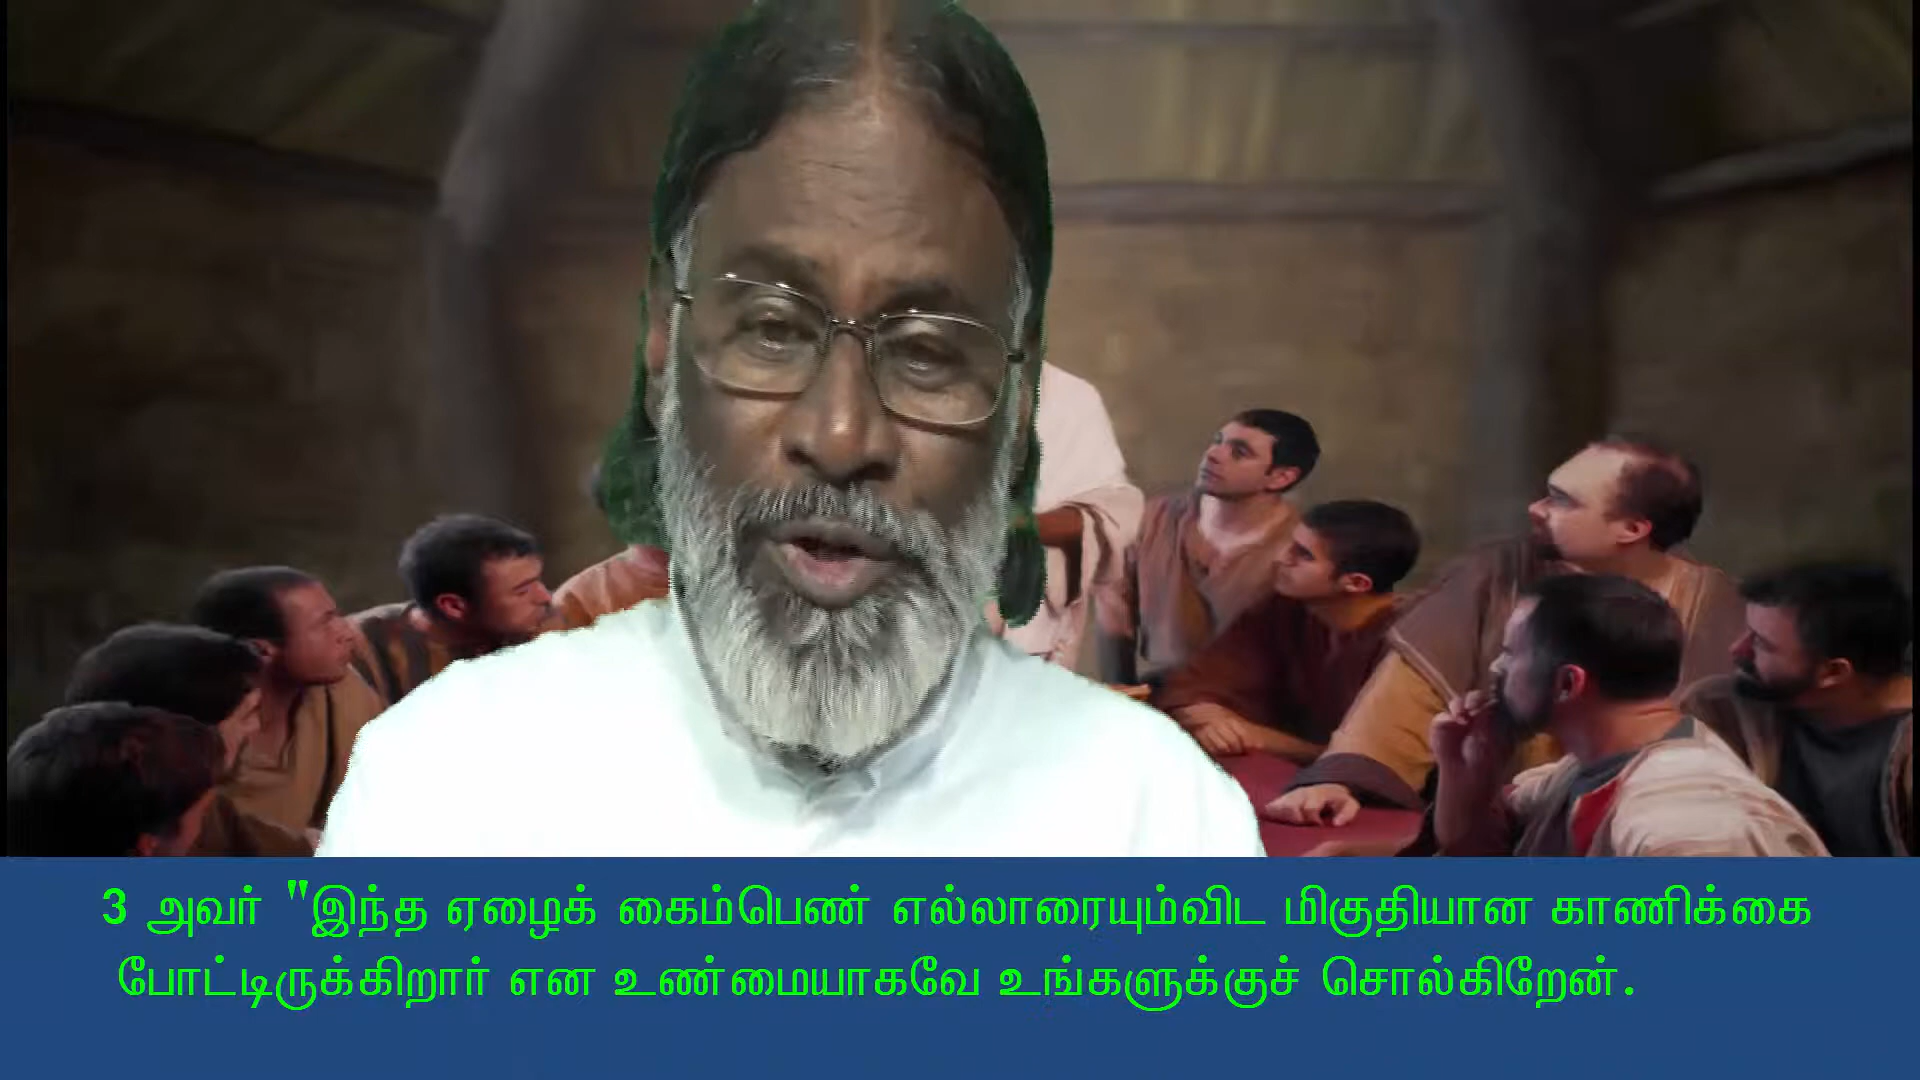 3 அவர் "இந்த ஏழைக் கைம்பெண் எல்லாரையும்விட மிகுதியான காணிக்கை
போட்டிருக்கிறார் என உண்மையாகவே உங்களுக்குச் சொல்கிறேன்.